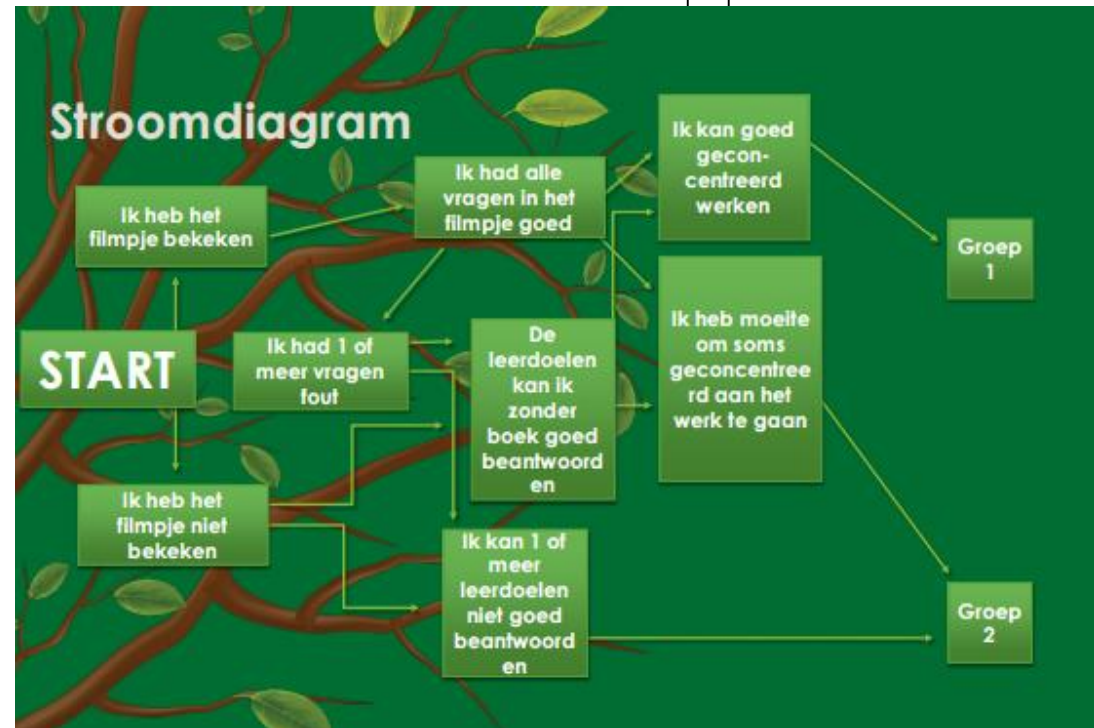 Stroomdiagram
Ik heb het
filmpje bekeken
Ik had alle
vragen in het
filmpje goed
Ik kan goed
gecon-
centreerd
werken
Groep
1
START
Ik had 1 of
meer vragen
fout
De
leerdoelen
kan ik
zonder
boek goed
beantwoord
en
Ik heb moeite
om soms
geconcentree
rd aan het
werk te gaan
Ik heb het
filmpje niet
bekeken
Ik kan 1 of
meer
leerdoelen
niet goed
beantwoord
en
Groep
2